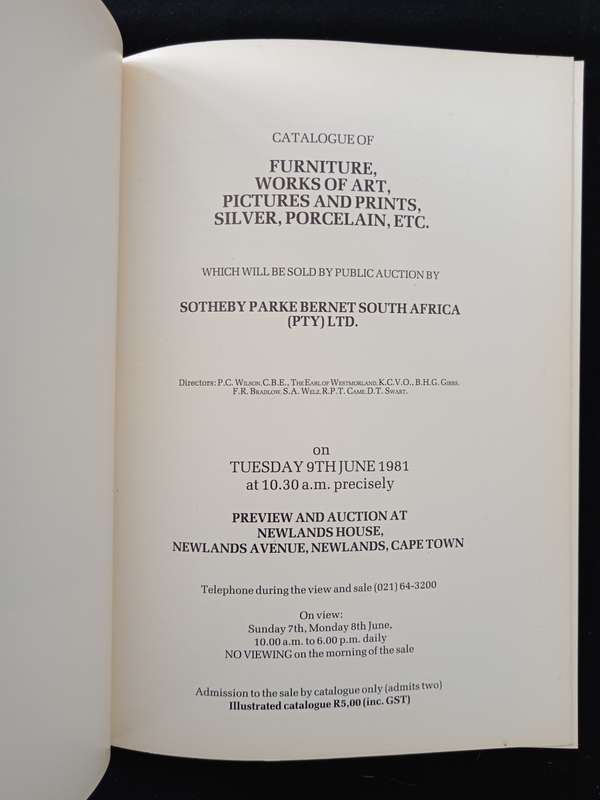 CATALOGUE OF
FURNITURE,
WORKS OF ART,
PICTURES AND PRINTS,
SILVER, PORCELAIN, ETC.
WHICH WILL BE SOLD BY PUBLIC AUCTION BY
SOTHEBY PARKE BERNET SOUTH AFRICA
(PTY) LTD.
Directors: P.C. Wilson, C.B.E., The Earl of Westmorland, K.C.V.O., B.H.G. Gibbs,
F.R. Bradlow, S.A. Welz, R.P.T. Came, D.T. Swart.
on
TUESDAY 9TH JUNE 1981
at 10.30 a.m. precisely
PREVIEW AND AUCTION AT
NEWLANDS HOUSE,
NEWLANDS AVENUE, NEWLANDS, CAPE TOWN
Telephone during the view and sale (021) 64-3200
On view:
Sunday 7th, Monday 8th June,
10.00 a.m. to 6.00 p.m. daily
NO VIEWING on the morning of the sale
Admission to the sale by catalogue only (admits two)
Illustrated catalogue R5,00 (inc. GST)